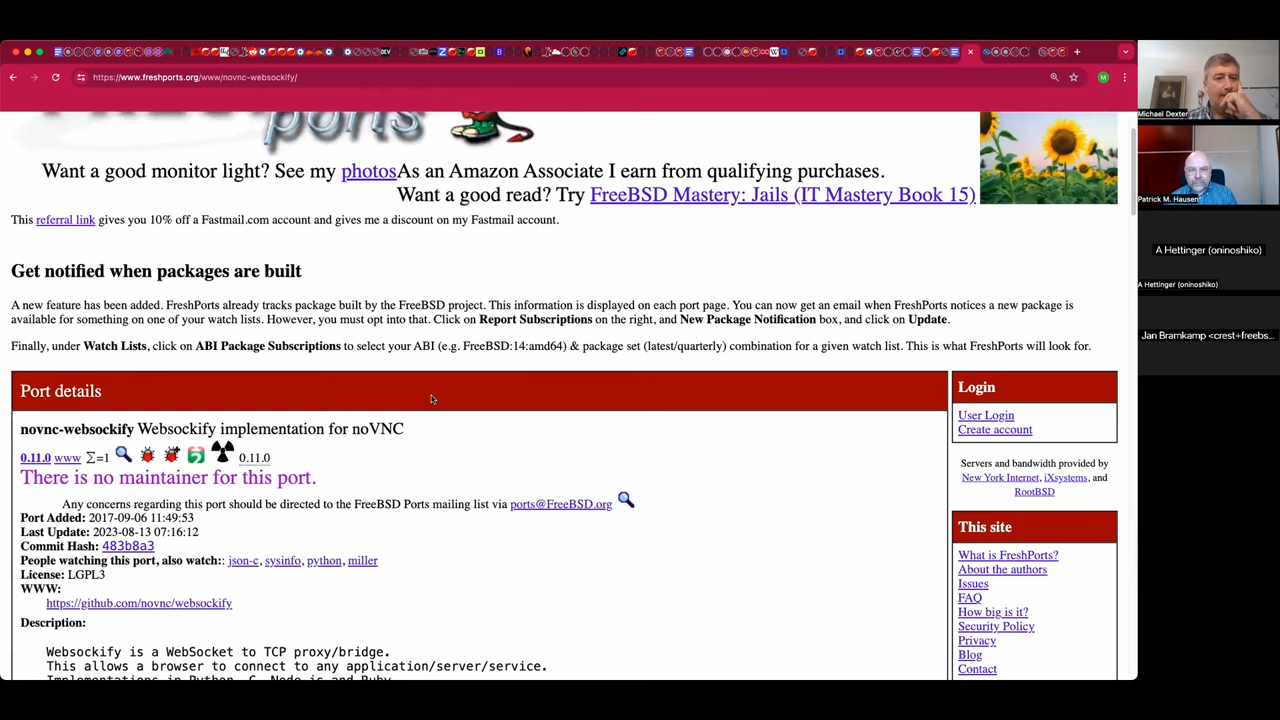 https://www.freshports.org/www/novnc-websockify/
M
ports
Want a good monitor light? See my photosAs an Amazon Associate I earn from qualifying purchases.
Want a good read? Try FreeBSD Mastery: Jails (IT Mastery Book 15)
This referral link gives you 10% off a Fastmail.com account and gives me a discount on my Fastmail account.
Get notified when packages are built
A new feature has been added. FreshPorts already tracks package built by the FreeBSD project. This information is displayed on each port page. You can now get an email when FreshPorts notices a new package is
available for something on one of your watch lists. However, you must opt into that. Click on Report Subscriptions on the right, and New Package Notification box, and click on Update.
Finally, under Watch Lists, click on ABI Package Subscriptions to select your ABI (e.g. FreeBSD:14:amd64) & package set (latest/quarterly) combination for a given watch list. This is what FreshPorts will look for.
Port details
novnc-websockify Websockify implementation for noVNC
0.11.0 www ∑=1 0.11.0
There is no maintainer for this port.
Any concerns regarding this port should be directed to the FreeBSD Ports mailing list via ports@FreeBSD.org
Port Added: 2017-09-06 11:49:53
Last Update: 2023-08-13 07:16:12
Commit Hash: 483b8a3
People watching this port, also watch:: json-c, sysinfo, python, miller
License: LGPL3
WWW:
https://github.com/novnc/websockify
Description:
Websockify is a WebSocket to TCP proxy/bridge.
This allows a browser to connect to any application/server/service.
Implementations in Python, C, Node.js and Ruby.
Login
User Login
Create account
Servers and bandwidth provided by
New York Internet, iXsystems, and
RootBSD
This site
What is FreshPorts?
About the authors
Issues
FAQ
How big is it?
Security Policy
Privacy
Blog
Contact
Michael Dexter
Patrick M. Hausen
A Hettinger (oninoshiko)
A Hettinger (oninoshiko)
Jan Bramkamp <crest+freebs...